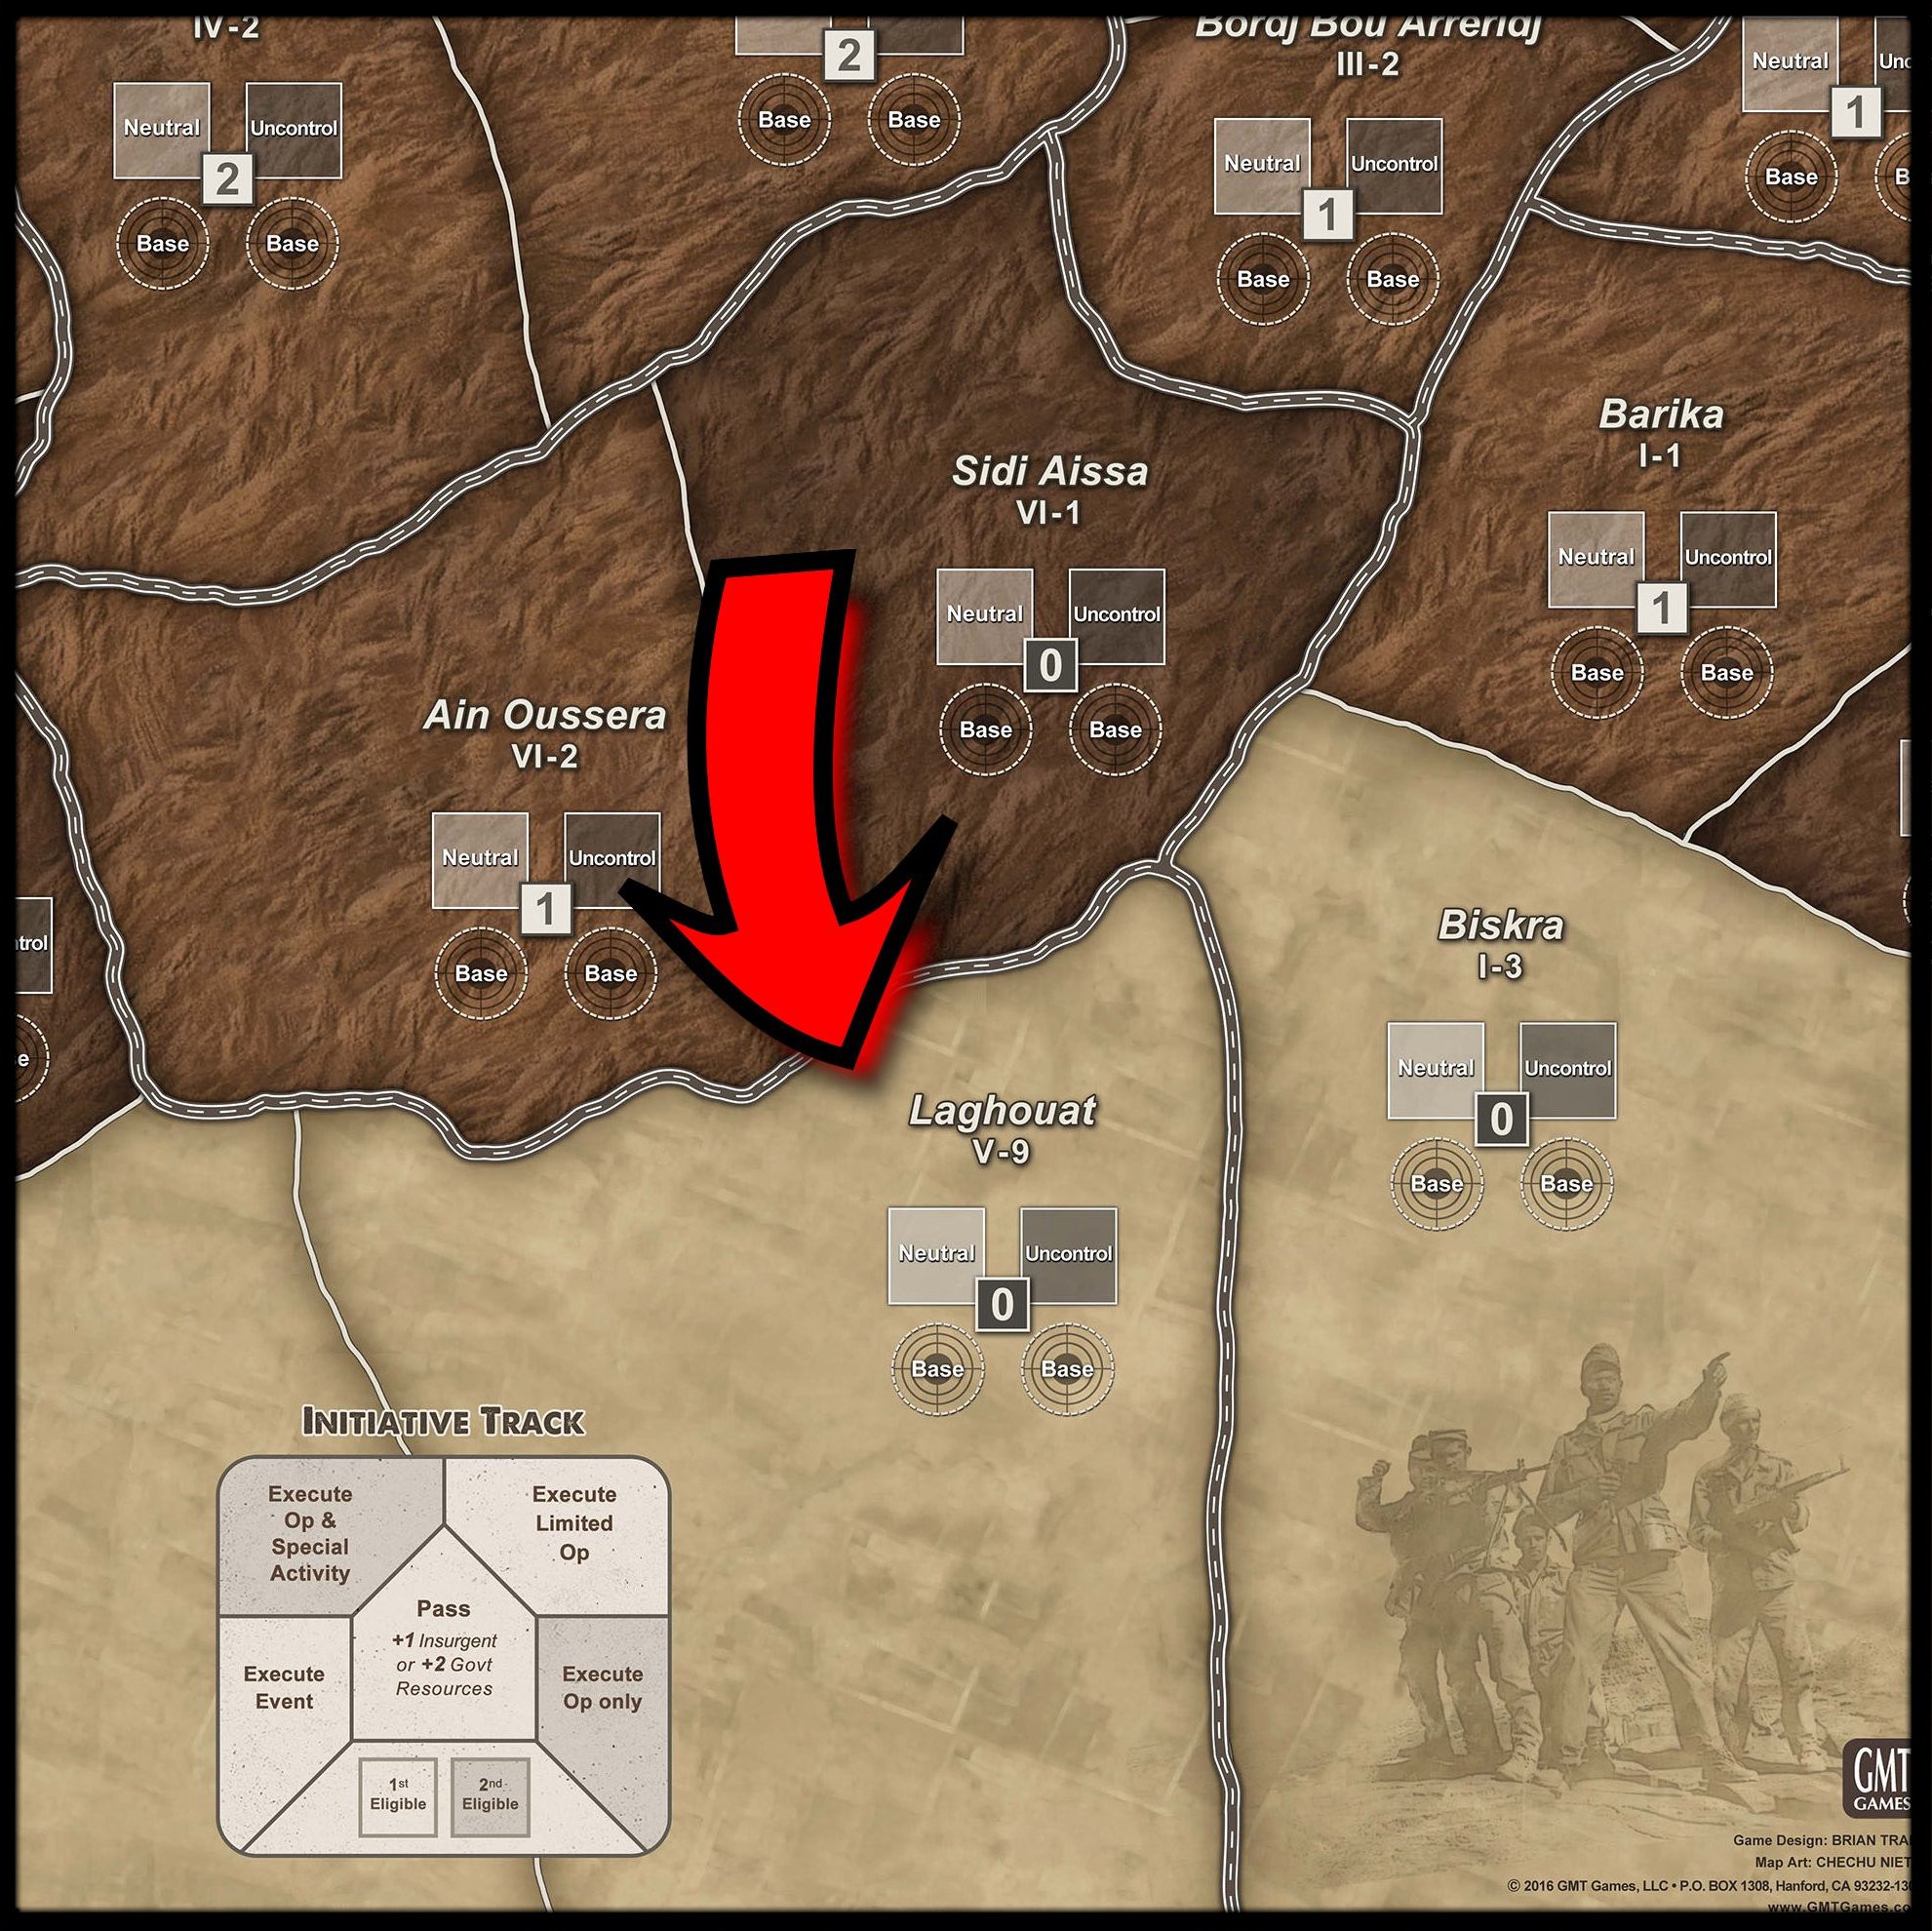 IV-2
Neutral
Uncontrol
2
Base
Base
2
Base
Base
Bordj Bou Arreridj
III-2
Neutral
Uncontrol
1
Base
Base
Neutral
Unc
1
Base
B
Barika
I-1
Neutral
Uncontrol
1
Base
Base
Sidi Aissa
VI-1
Neutral
Uncontrol
0
Base
Base
Ain Oussera
VI-2
Neutral
Uncontrol
1
Base
Base
trol
e
Biskra
I-3
Neutral
Uncontrol
0
Base
Base
Laghouat
V-9
Neutral
Uncontrol
0
Base
Base
INITIATIVE TRACK
Execute
Op &
Special
Activity
Execute
Limited
Op
Pass
+1 Insurgent
or +2 Govt
Resources
Execute
Event
Execute
Op only
1st
Eligible
2nd
Eligible
GMT
GAMES
Game Design: BRIAN TRA
Map Art: CHECHU NIET
© 2016 GMT Games, LLC • P.O. BOX 1308, Hanford, CA 93232-13
www.GMTGames.co